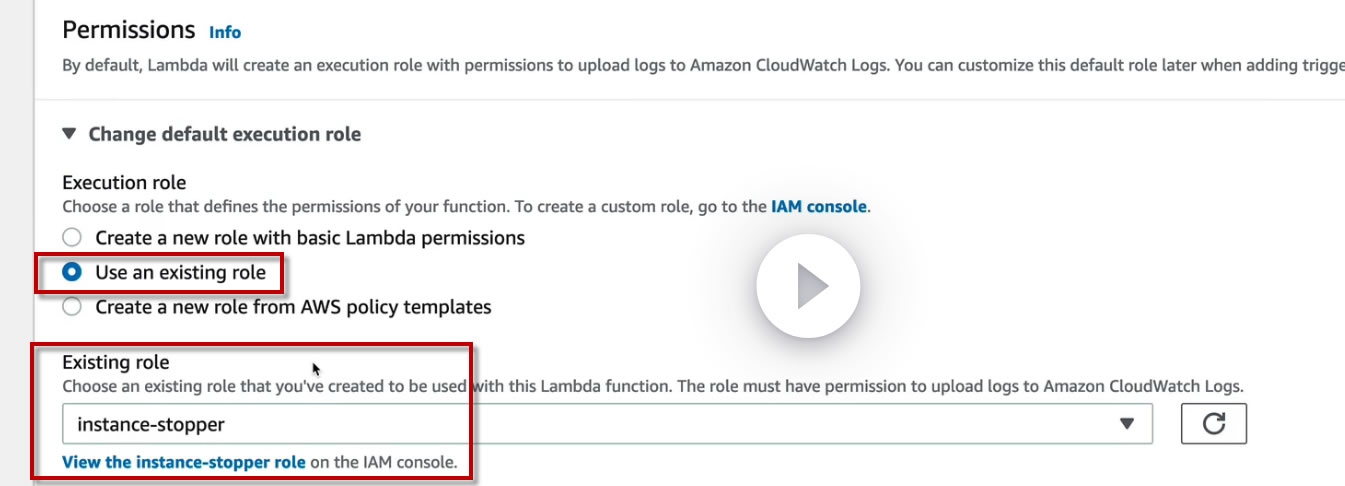 Permissions Info
By default, Lambda will create an execution role with permissions to upload logs to Amazon CloudWatch Logs. You can customize this default role later when adding
Change default execution role
Execution role
Choose a role that defines the permissions of your function. To create a custom role, go to the IAM console.
Create a new role with basic Lambda permissions
Use an existing role
Create a new role from AWS policy templates
Existing role
Choose an existing role that you've created to be used with this Lambda function. The role must have permission to upload logs to Amazon CloudWatch Logs.
instance-stopper
View the instance-stopper role on the IAM console.